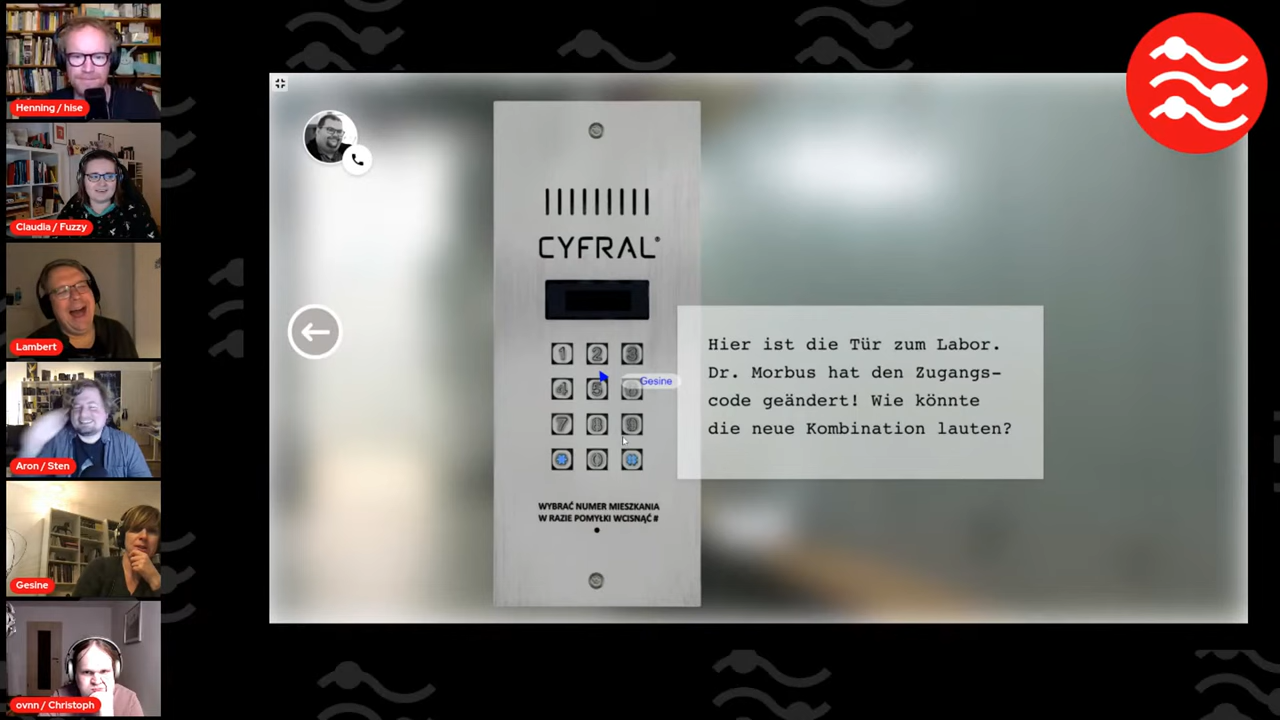 Henning / hise
Claudia / Fuzzy
Lambert
Aron / Sten
Gesine
ovnn / Christoph
CYFRAL®
1 2 3
4 5 6
7 8 9
* 0 #
WYBRAĆ NUMER MIESZKANIA
W RAZIE POMYŁKI WCISNĄĆ #
Gesine
Hier ist die Tür zum Labor.
Dr. Morbus hat den Zugangs-
code geändert! Wie könnte
die neue Kombination lauten?